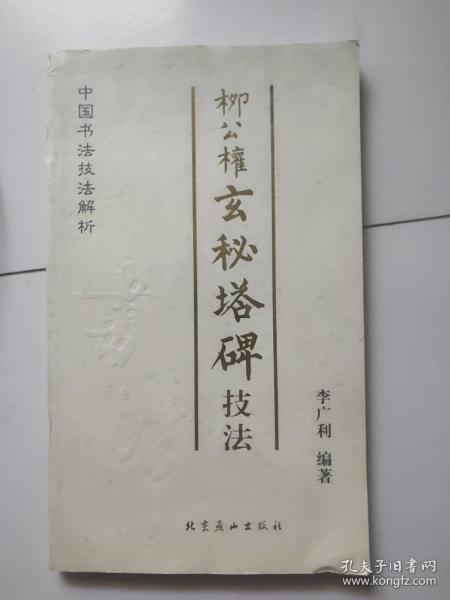 中国书法技法解析
柳公權玄秘塔碑技法
李广利 编著
北京燕山出版社
孔夫子旧书网
www.kongfz.com